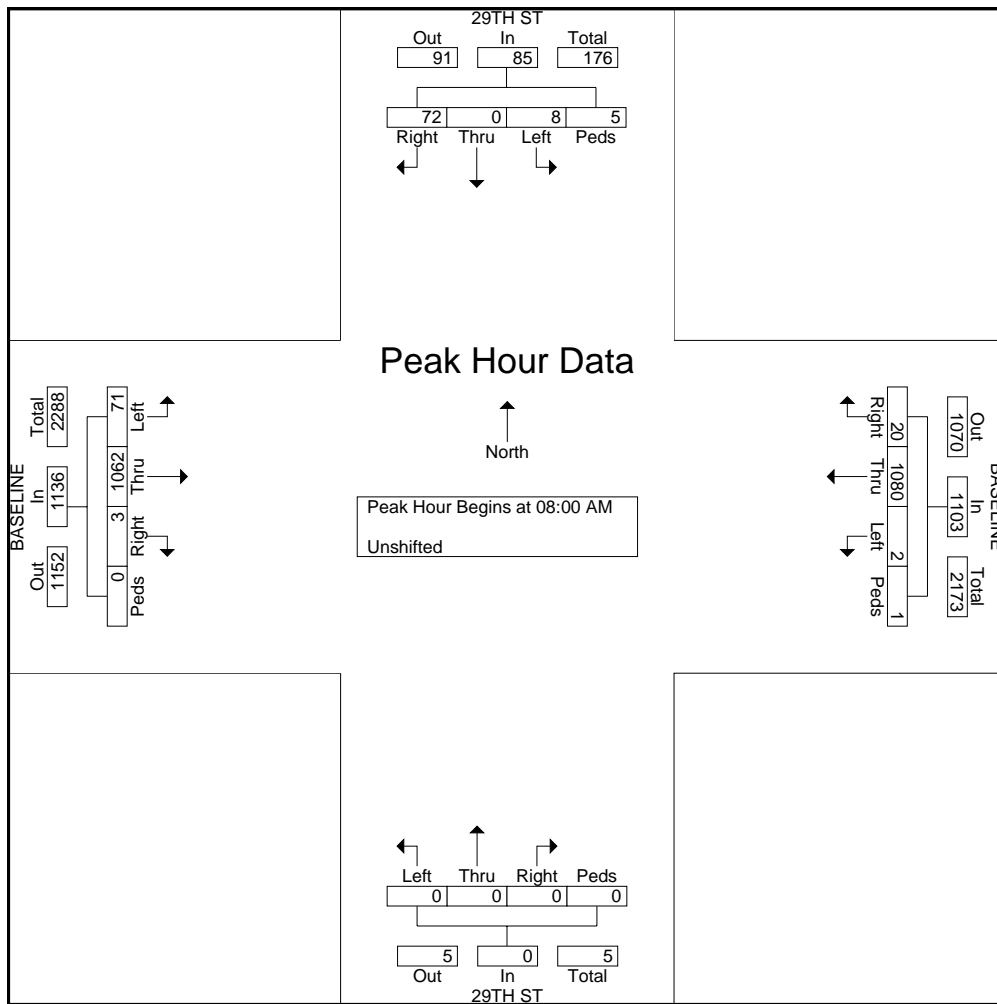 29TH ST
Out In Total
91 85 176
72 0 8 5
Right Thru Left Peds
Peak Hour Data
North
Peak Hour Begins at 08:00 AM
Unshifted
BASELINE
Total In Out
2288 1136 1152
71 1062 3 0
Left Thru Right Peds
Right Thru Left Peds
20 1080 2 1
Out In Total
1070 1103 2173
BASELINE
Left Thru Right Peds
0 0 0 0
5 0 5
Out In Total
29TH ST